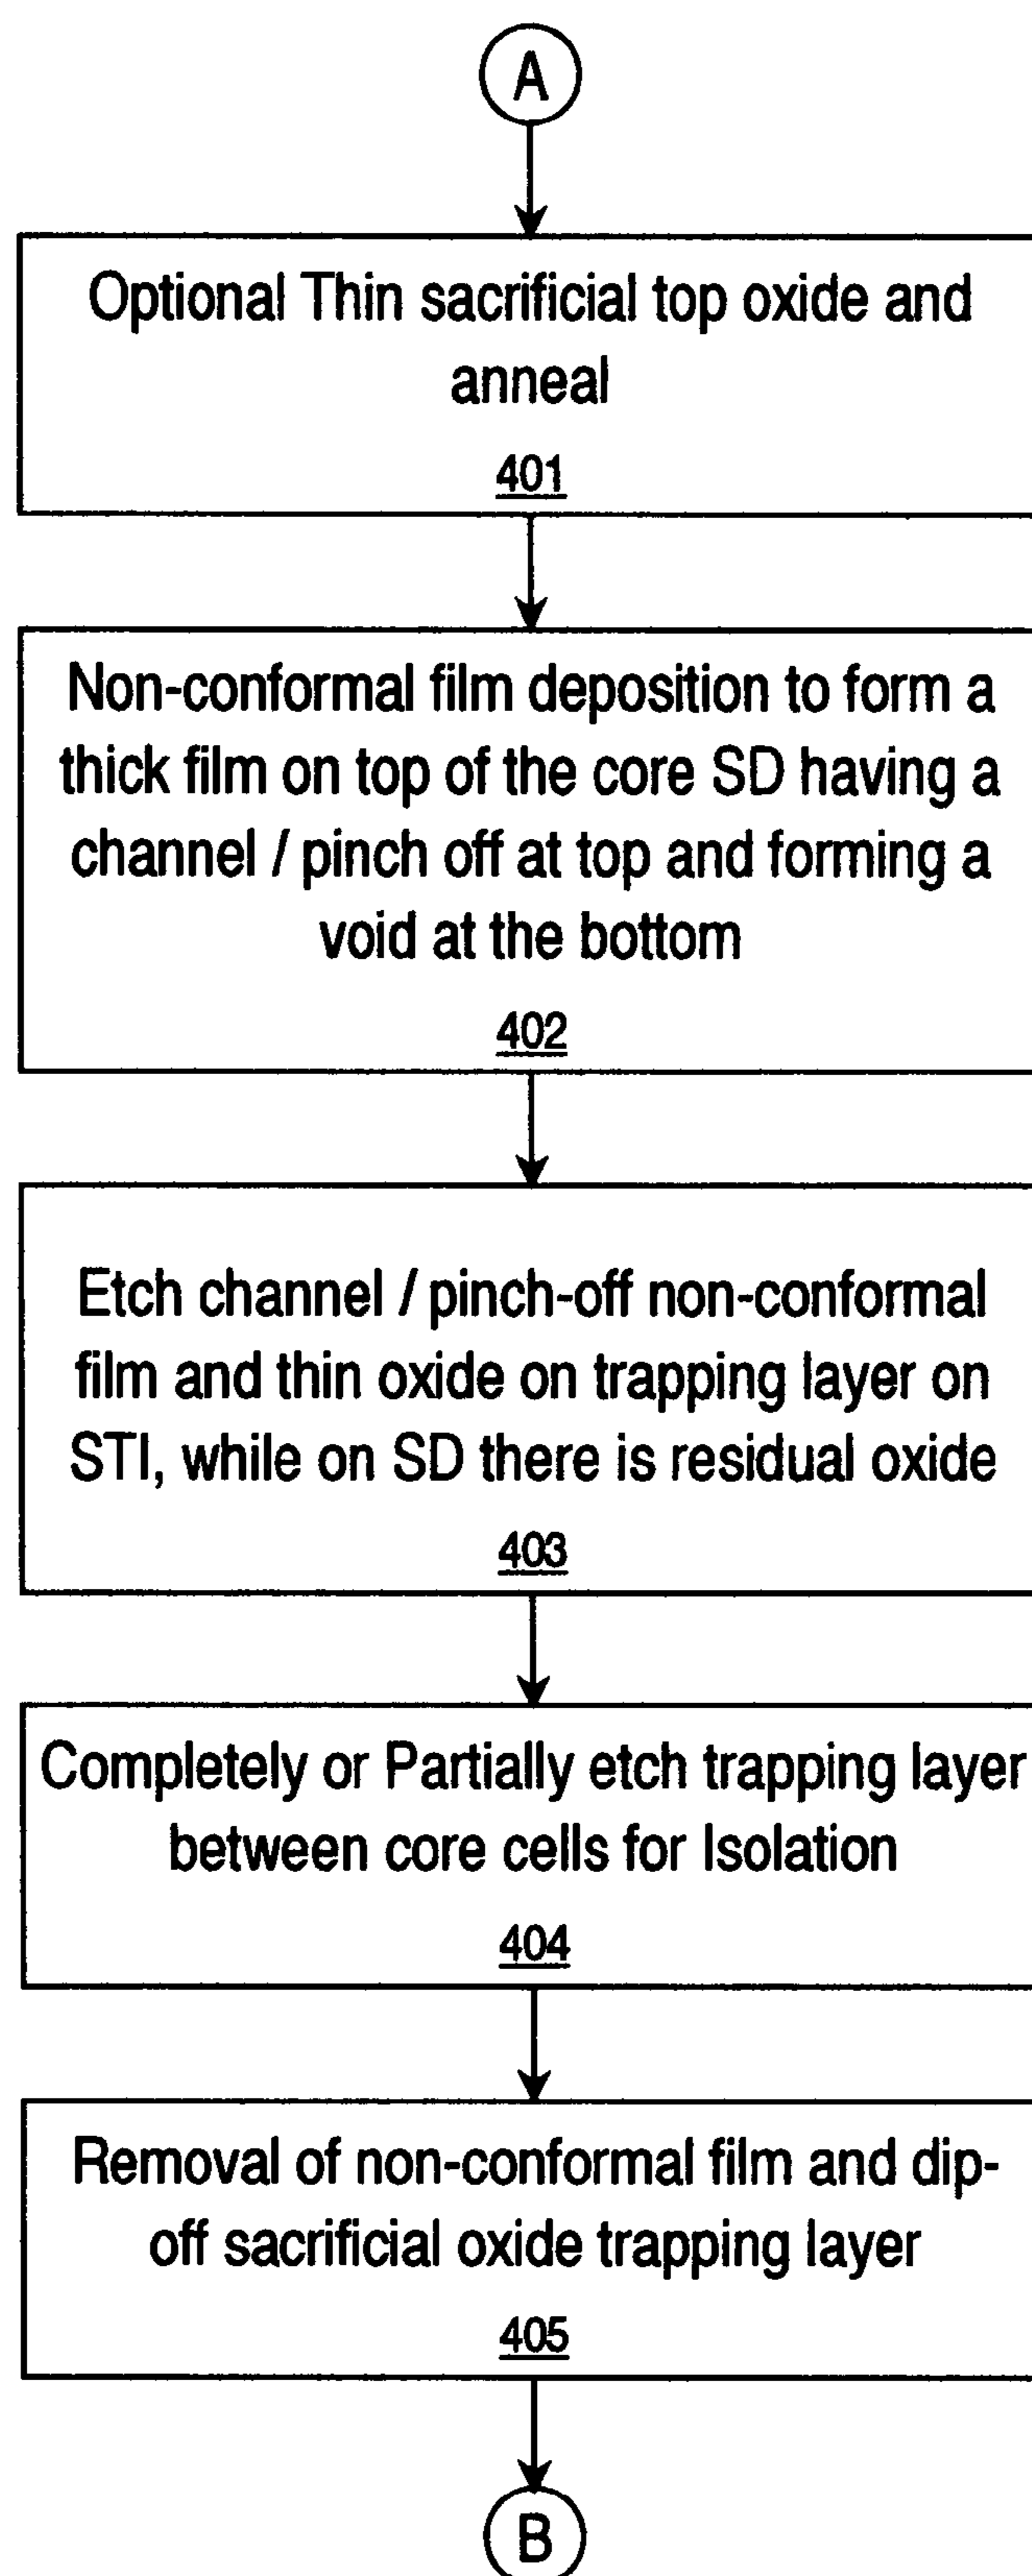 A
Optional Thin sacrificial top oxide and
anneal
401
Non-conformal film deposition to form a
thick film on top of the core SD having a
channel / pinch off at top and forming a
void at the bottom
402
Etch channel / pinch-off non-conformal
film and thin oxide on trapping layer on
STI, while on SD there is residual oxide
403
Completely or Partially etch trapping layer
between core cells for Isolation
404
Removal of non-conformal film and dip-
off sacrificial oxide trapping layer
405
B